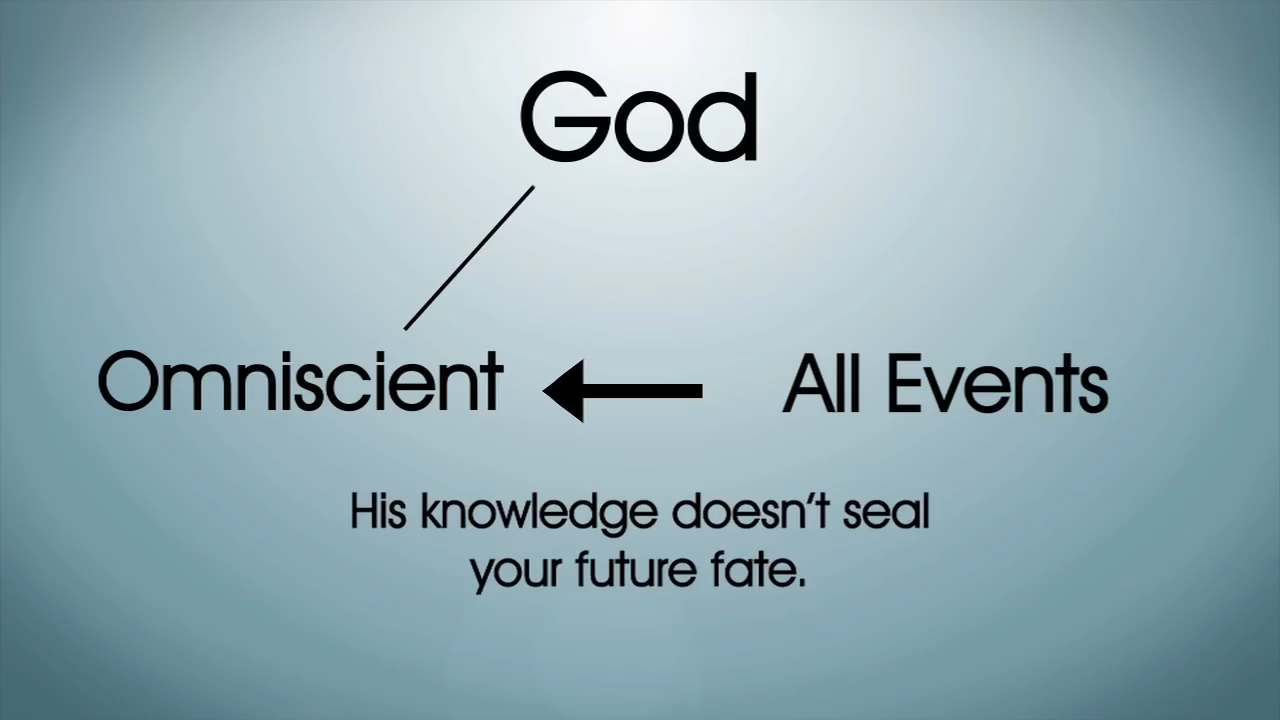 God
Omniscient All Events
His knowledge doesn't seal
your future fate.